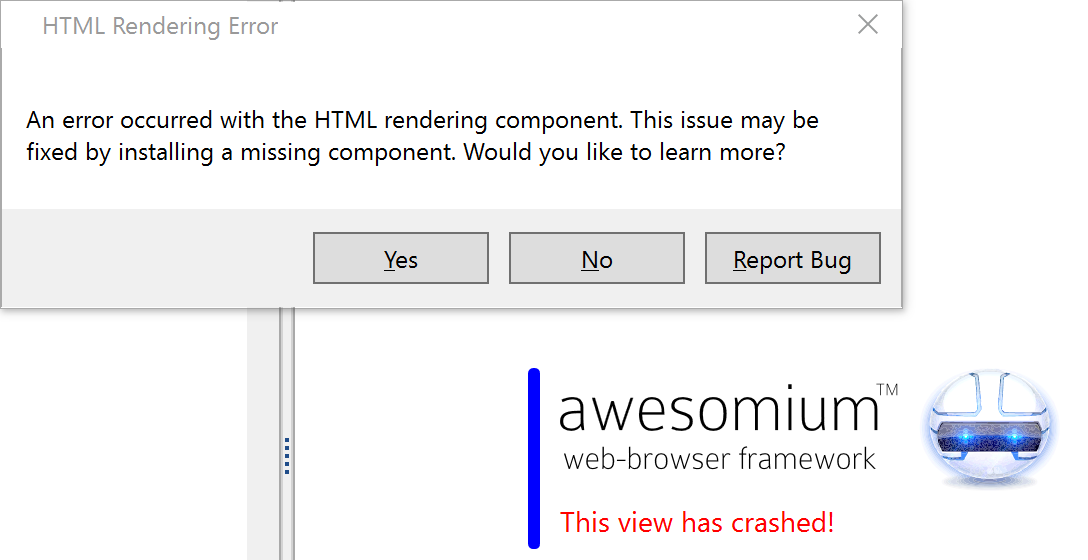 HTML Rendering Error
An error occurred with the HTML rendering component. This issue may be
fixed by installing a missing component. Would you like to learn more?
Yes No Report Bug
awesomium™
web-browser framework
This view has crashed!